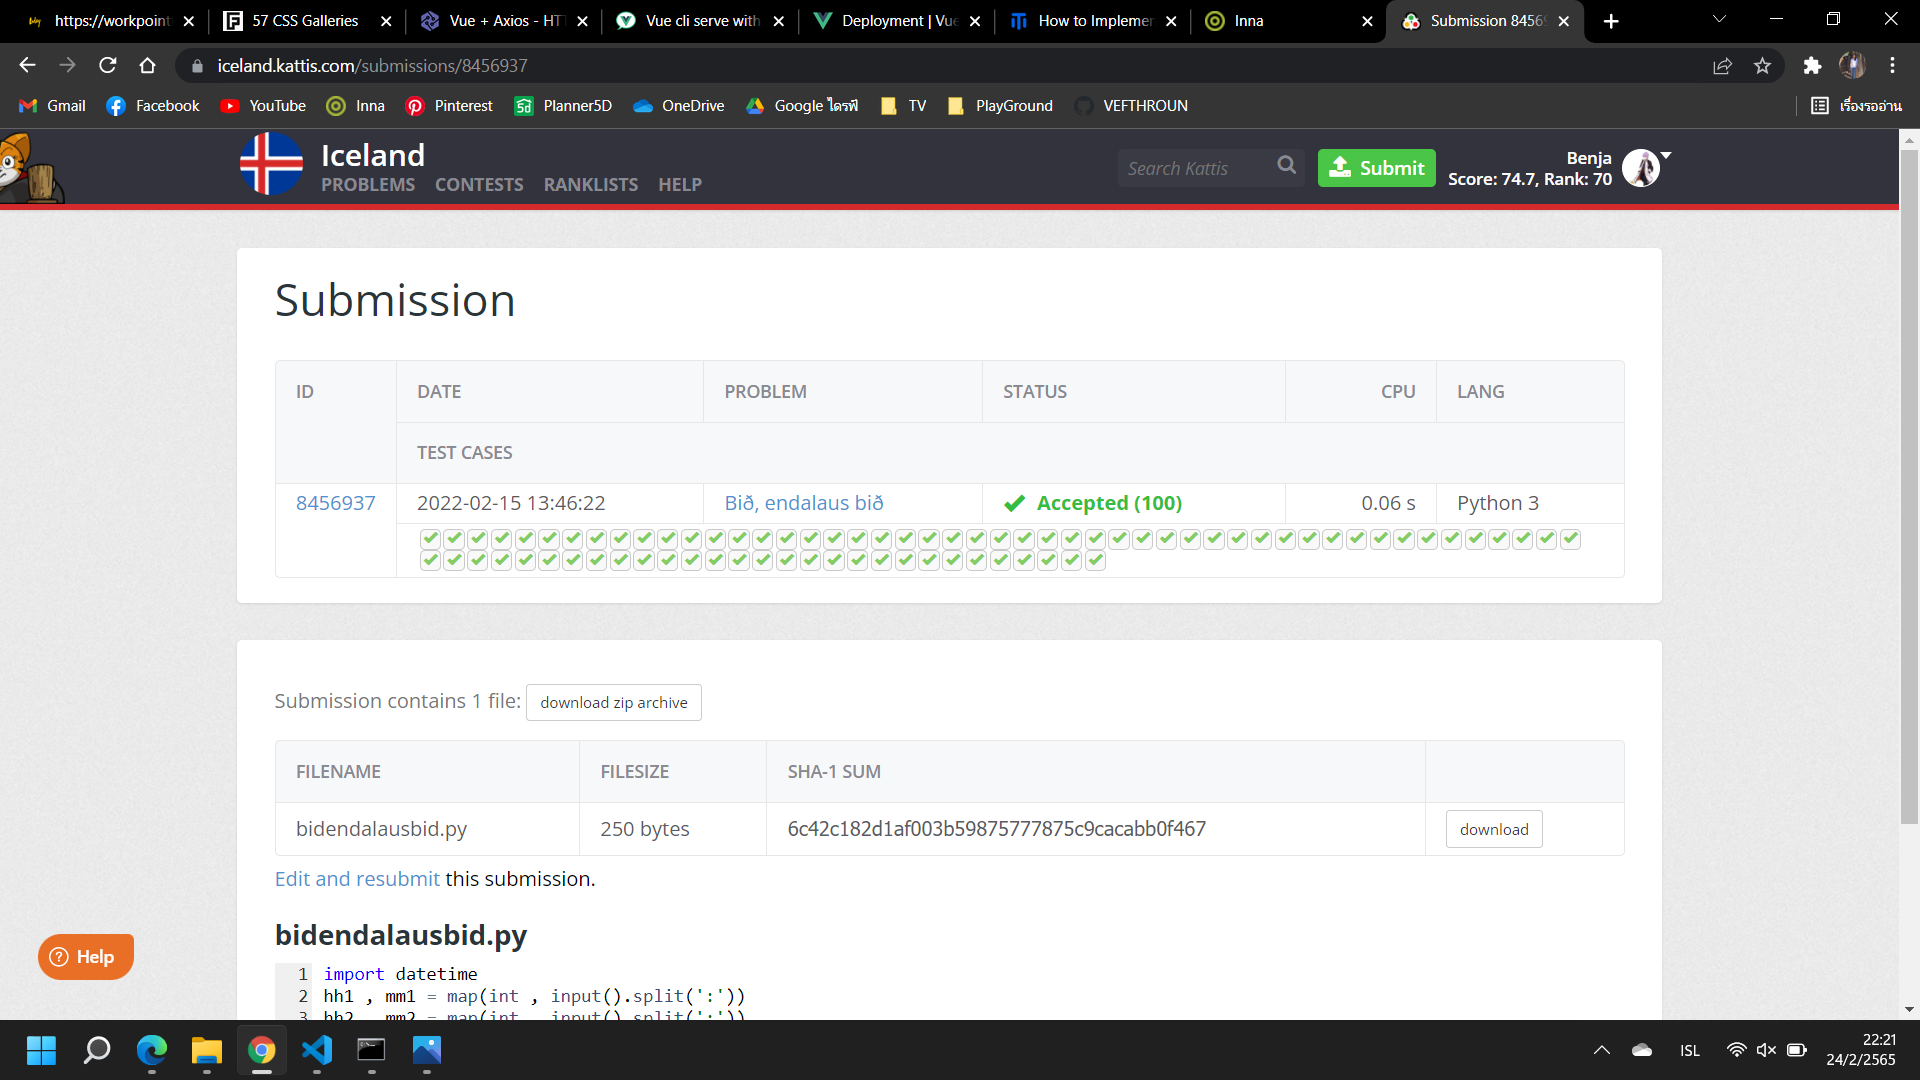 https://workpoint
57 CSS Galleries
Vue + Axios - HT
Vue cli serve with
Deployment | Vue
How to Implemen
Inna
Submission 8456
iceland.kattis.com/submissions/8456937
Gmail
Facebook
YouTube
Inna
Pinterest
Planner5D
OneDrive
Google ไดรฟ์
TV
PlayGround
VEFTHROUN
เรื่องรออ่าน
Iceland
PROBLEMS CONTESTS RANKLISTS HELP
Search Kattis
Submit
Benja
Score: 74.7, Rank: 70
Submission
ID DATE PROBLEM STATUS CPU LANG
TEST CASES
8456937 2022-02-15 13:46:22 Bið, endalaus bið Accepted (100) 0.06 s Python 3
Submission contains 1 file: download zip archive
FILENAME FILESIZE SHA-1 SUM
bidendalausbid.py 250 bytes 6c42c182d1af003b59875777875c9cacabb0f467 download
Edit and resubmit this submission.
bidendalausbid.py
1 import datetime
2 hh1 , mm1 = map(int , input().split(':'))
3 hh2 , mm2 = map(int , input().split(':'))
Help
ISL
22:21
24/2/2565